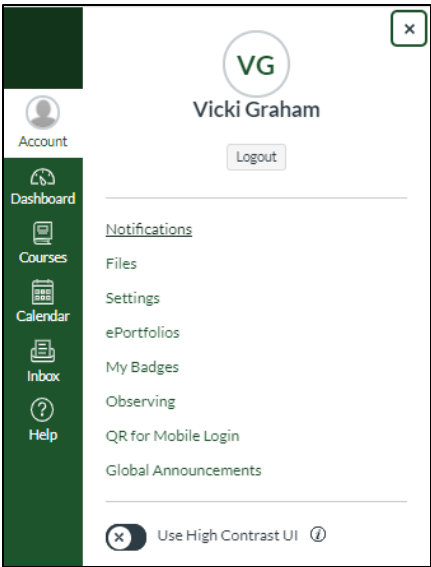 VG
Vicki Graham
Logout
Account
Dashboard
Courses
Calendar
Inbox
Help
Notifications
Files
Settings
ePortfolios
My Badges
Observing
QR for Mobile Login
Global Announcements
Use High Contrast UI